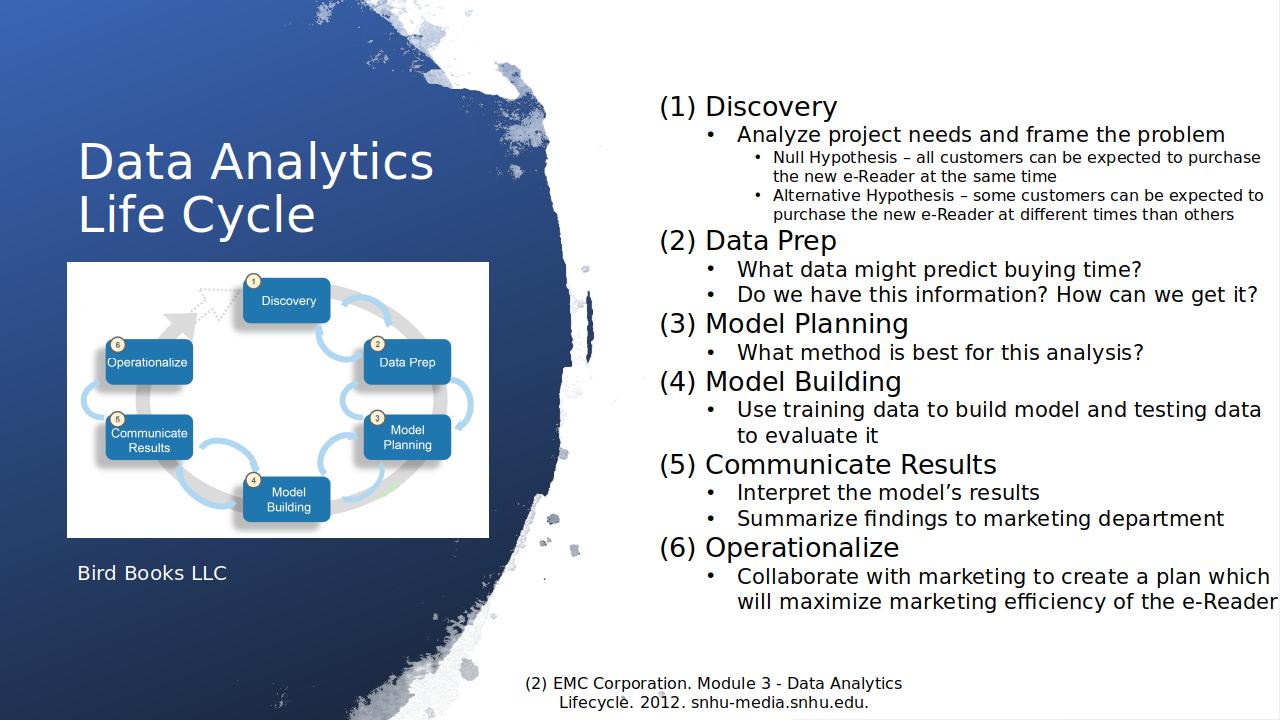 Data Analytics
Life Cycle
1
Discovery
2
Data Prep
3
Model
Planning
4
Model
Building
5
Communicate
Results
6
Operationalize
Bird Books LLC
(1) Discovery
• Analyze project needs and frame the problem
• Null Hypothesis – all customers can be expected to purchase
the new e-Reader at the same time
• Alternative Hypothesis – some customers can be expected to
purchase the new e-Reader at different times than others
(2) Data Prep
• What data might predict buying time?
• Do we have this information? How can we get it?
(3) Model Planning
• What method is best for this analysis?
(4) Model Building
• Use training data to build model and testing data
to evaluate it
(5) Communicate Results
• Interpret the model’s results
• Summarize findings to marketing department
(6) Operationalize
• Collaborate with marketing to create a plan which
will maximize marketing efficiency of the e-Reader
(2) EMC Corporation. Module 3 - Data Analytics
Lifecycle. 2012. snhu-media.snhu.edu.